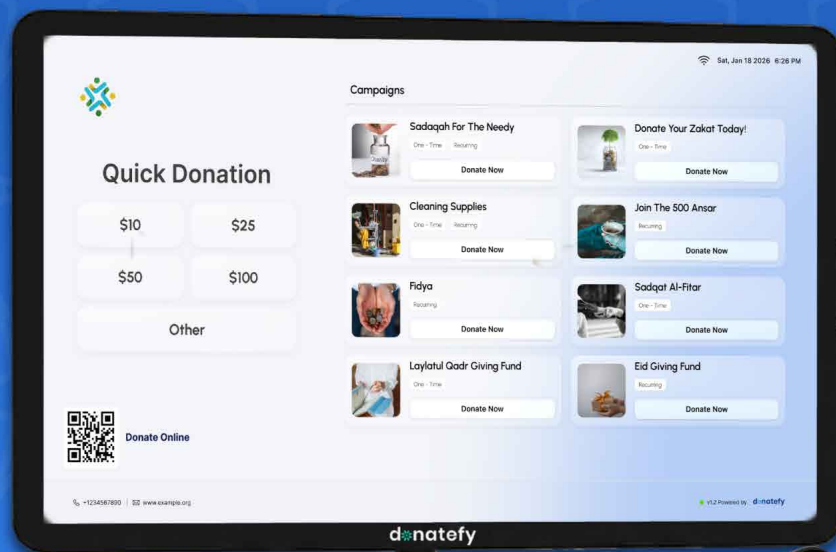 Sat, Jan 18 2026 6:26 PM
Quick Donation
$10
$25
$50
$100
Other
Donate Online
Campaigns
Sadaqah For The Needy
One - Time Recurring
Donate Now
Donate Your Zakat Today!
One - Time
Donate Now
Cleaning Supplies
One - Time Recurring
Donate Now
Join The 500 Ansar
Recurring
Donate Now
Fidya
Recurring
Donate Now
Sadqat Al-Fitar
One - Time
Donate Now
Laylatul Qadr Giving Fund
One - Time
Donate Now
Eid Giving Fund
Recurring
Donate Now
+1234567890 | www.example.org
v1.2 Powered by donatefy
donatefy